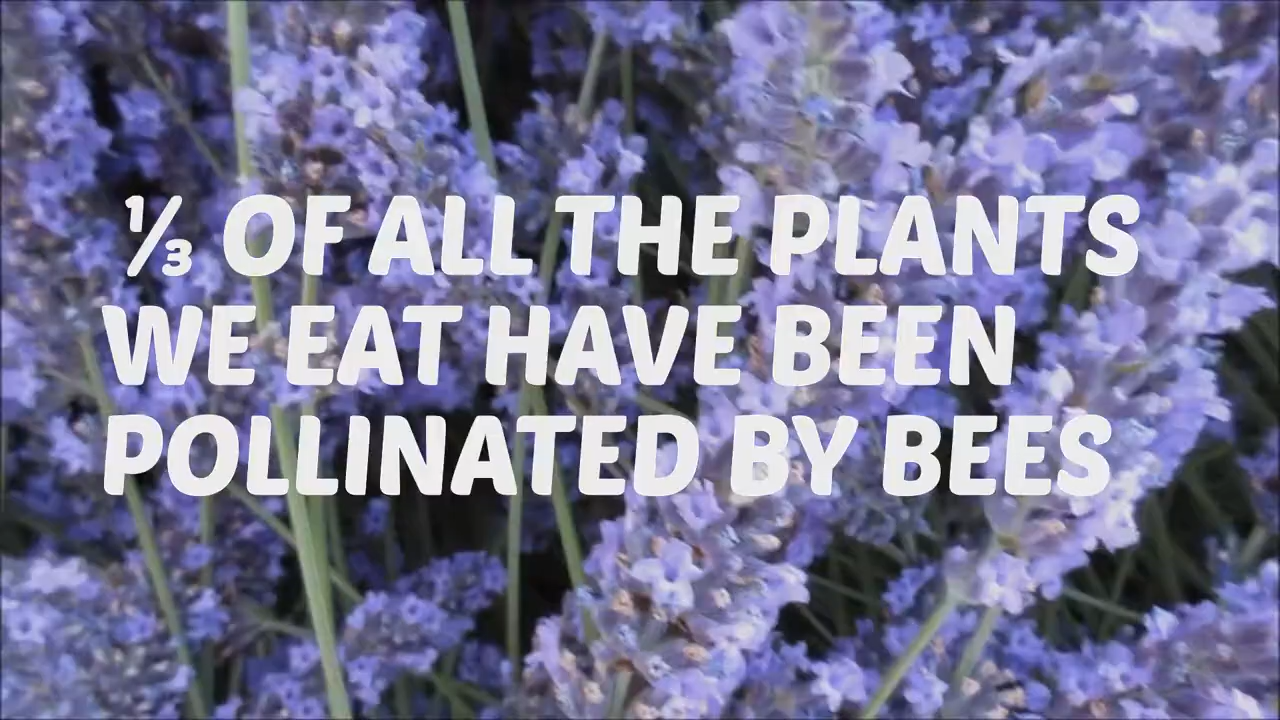 ⅓ OF ALL THE PLANTS
WE EAT HAVE BEEN
POLLINATED BY BEES